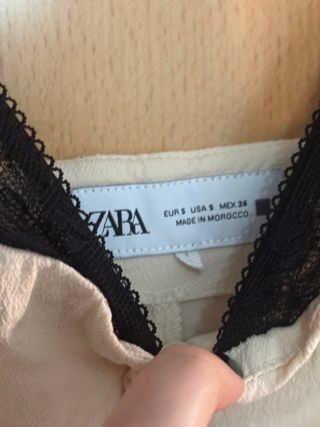 ZARA
EUR S USA S MEX 26
MADE IN MOROCCO